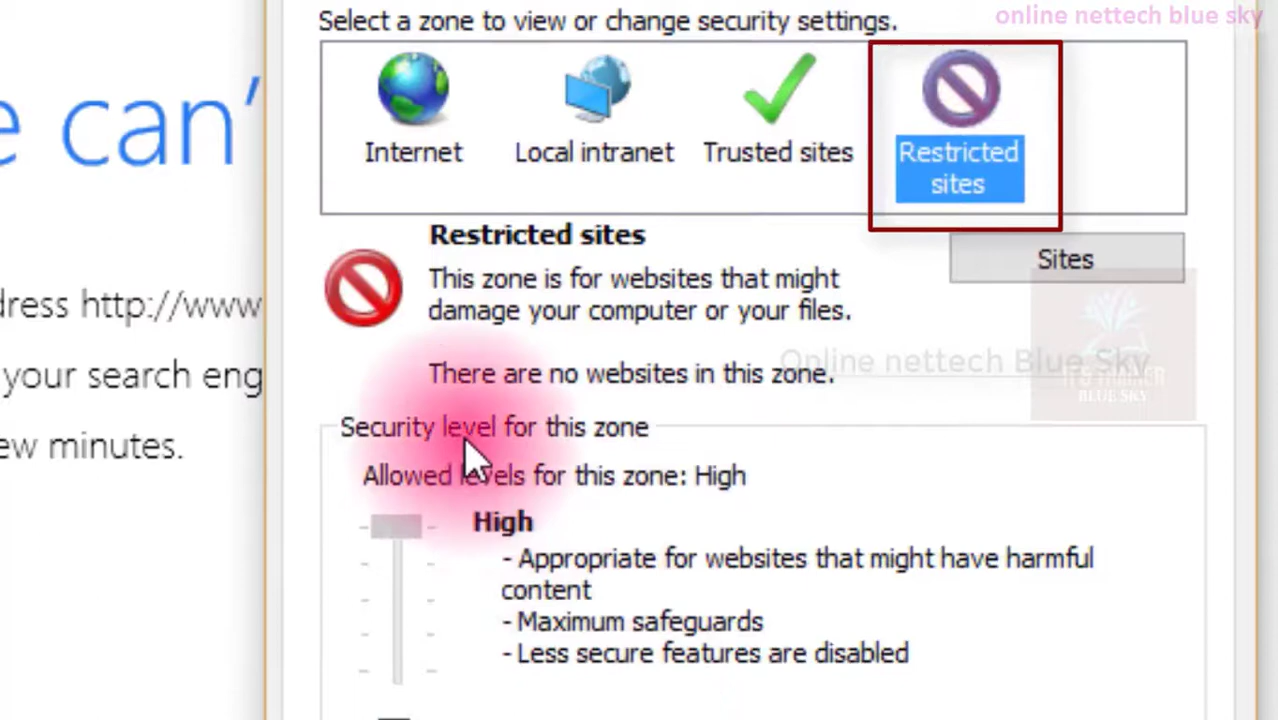 online nettech blue sky
Select a zone to view or change security settings.
Internet
Local intranet
Trusted sites
Restricted
sites
Restricted sites
Sites
This zone is for websites that might
damage your computer or your files.
Online nettech Blue Sky
BLUE SKY
There are no websites in this zone.
Security level for this zone
Allowed levels for this zone: High
High
- Appropriate for websites that might have harmful
content
- Maximum safeguards
- Less secure features are disabled
e can't
dress http://www
your search eng
ew minutes.